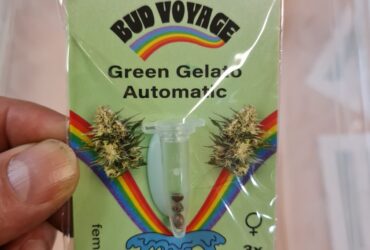 BUD VOYAGE
Green Gelato
Automatic
fem
3x